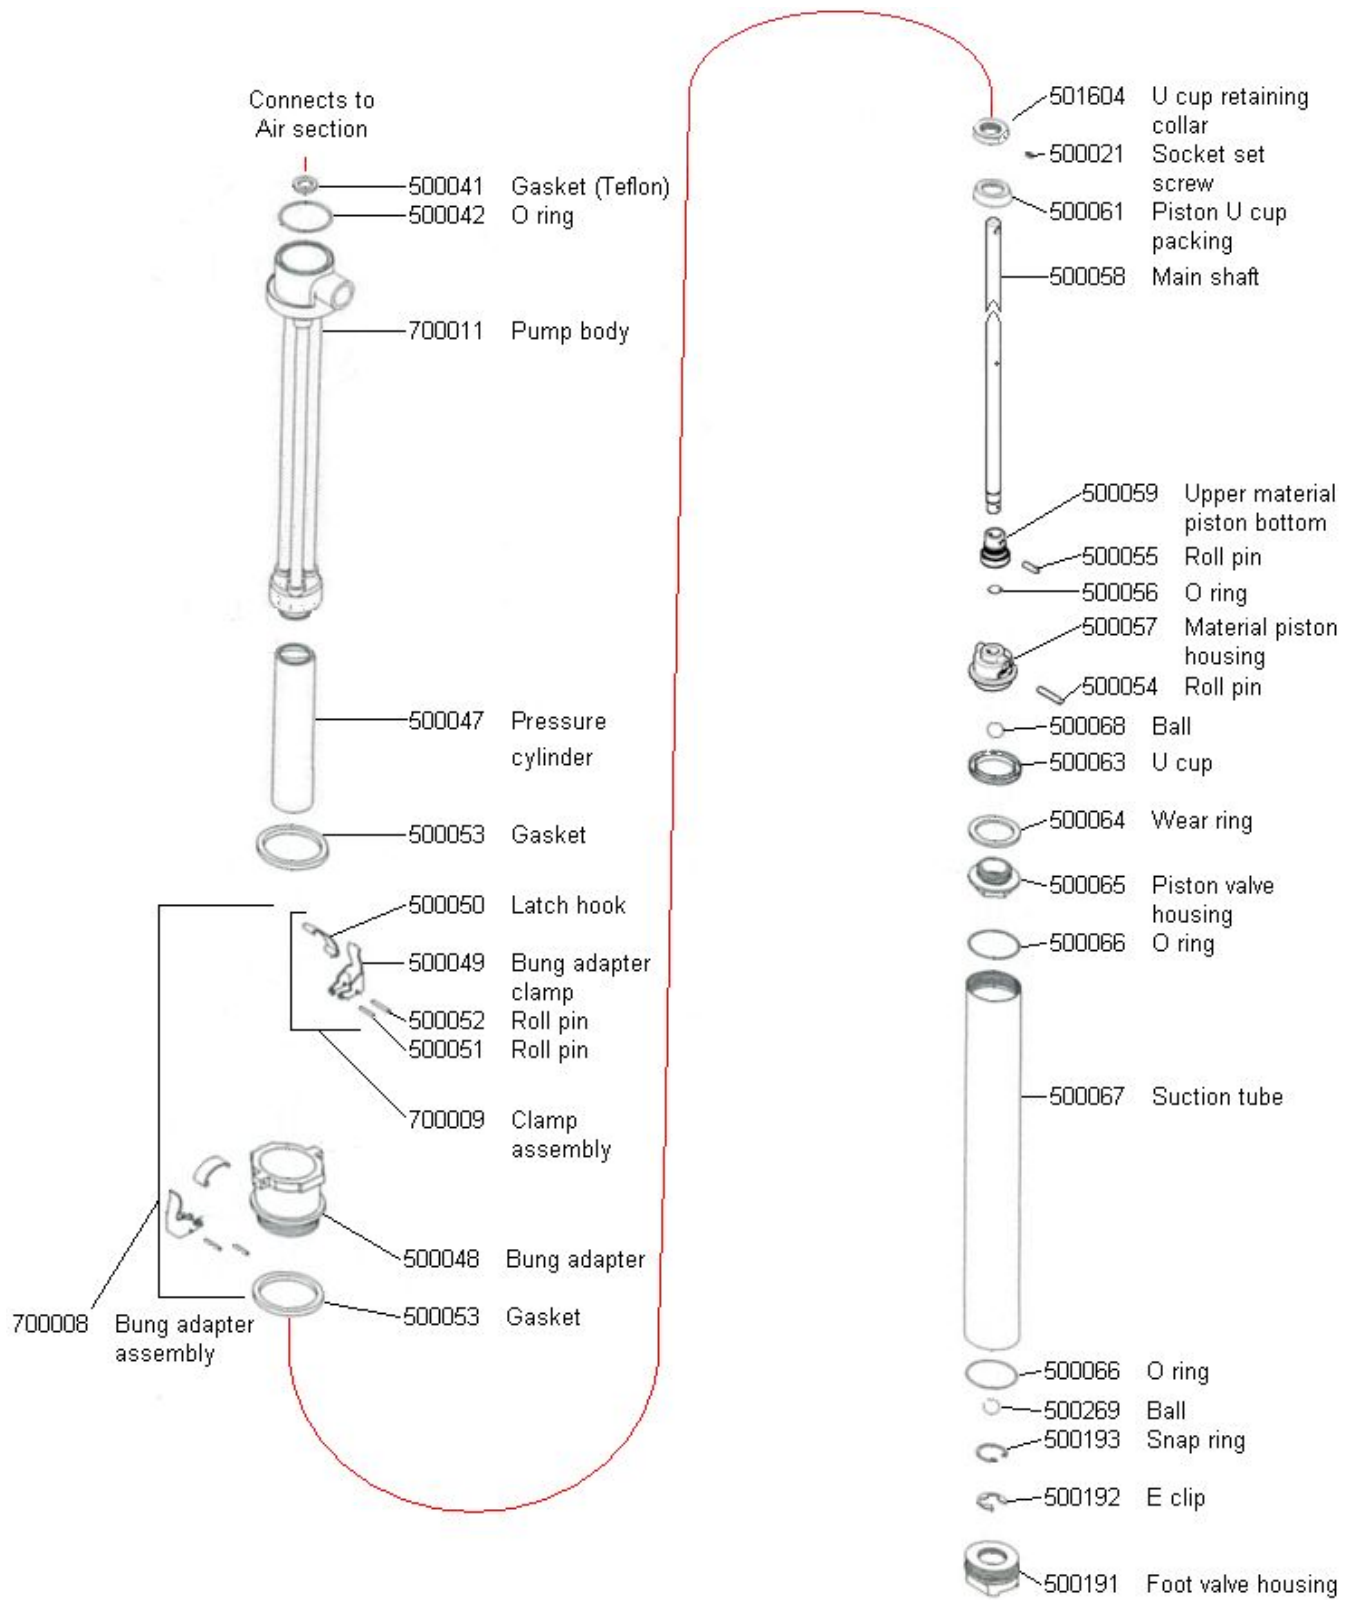 Connects to
Air section
500041 Gasket (Teflon)
500042 O ring
700011 Pump body
500047 Pressure
cylinder
500053 Gasket
500050 Latch hook
500049 Bung adapter
clamp
500052 Roll pin
500051 Roll pin
700009 Clamp
assembly
500048 Bung adapter
500053 Gasket
700008 Bung adapter
assembly
501604 U cup retaining
collar
500021 Socket set
screw
500061 Piston U cup
packing
500058 Main shaft
500059 Upper material
piston bottom
500055 Roll pin
500056 O ring
500057 Material piston
housing
500054 Roll pin
500068 Ball
500063 U cup
500064 Wear ring
500065 Piston valve
housing
500066 O ring
500067 Suction tube
500066 O ring
500269 Ball
500193 Snap ring
500192 E clip
500191 Foot valve housing